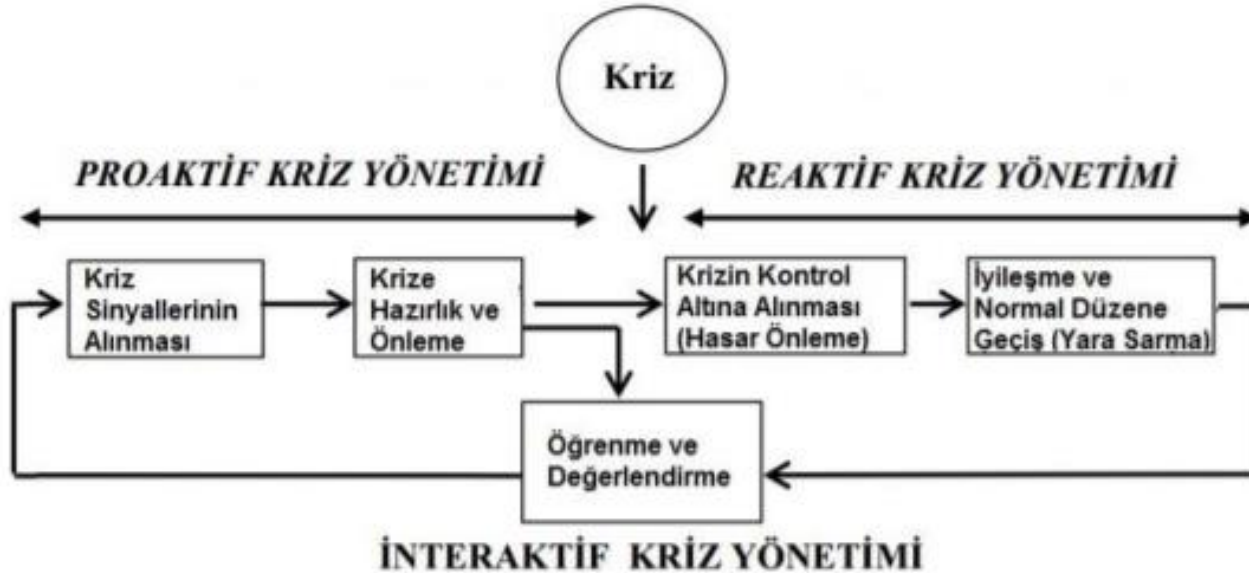 Kriz
PROAKTİF KRİZ YÖNETİMİ
REAKTİF KRİZ YÖNETİMİ
Kriz
Sinyallerinin
Alınması
Krize
Hazırlık ve
Önleme
Krizin Kontrol
Altına Alınması
(Hasar Önleme)
İyileşme ve
Normal Düzene
Geçiş (Yara Sarma)
Öğrenme ve
Değerlendirme
İNTERAKTİF KRİZ YÖNETİMİ